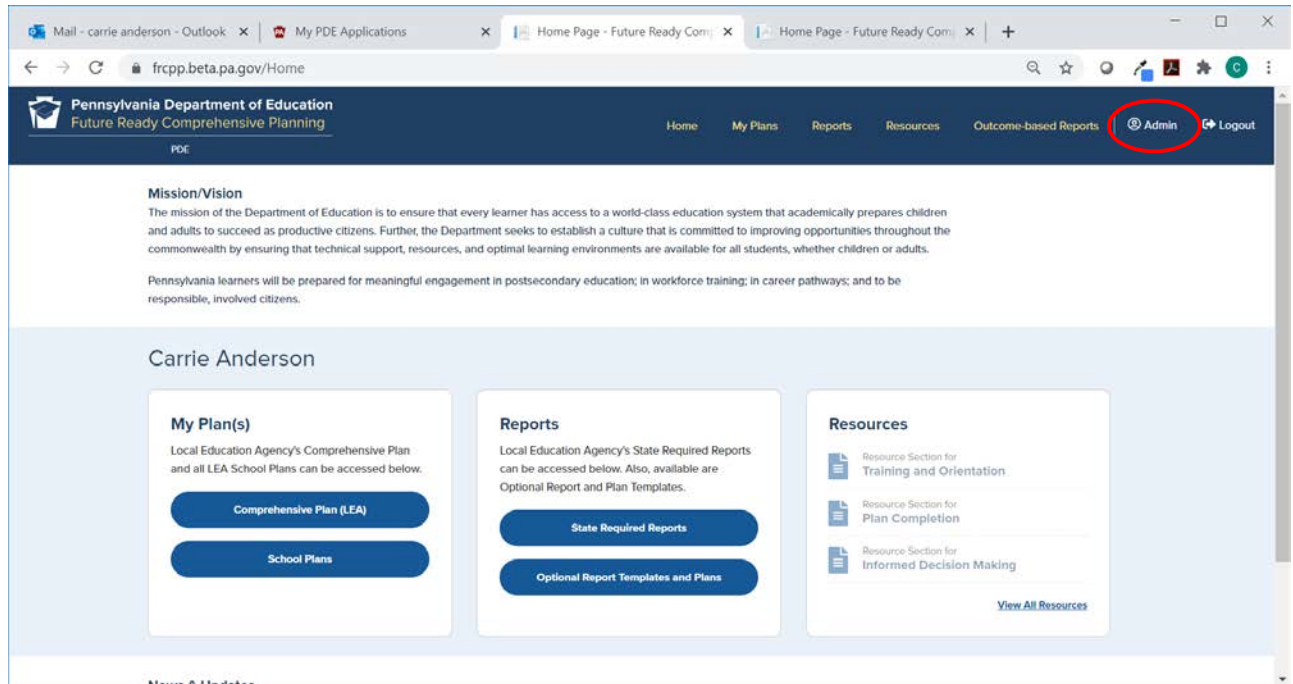 Mail - carrie anderson - Outlook
My PDE Applications
Home Page - Future Ready Com
Home Page - Future Ready Com
frcpp.beta.pa.gov/Home
C
Pennsylvania Department of Education
Future Ready Comprehensive Planning
PDE
Home
My Plans
Reports
Resources
Outcome-based Reports
Admin
Logout
Mission/Vision
The mission of the Department of Education is to ensure that every learner has access to a world-class education system that academically prepares children
and adults to succeed as productive citizens. Further, the Department seeks to establish a culture that is committed to improving opportunities throughout the
commonwealth by ensuring that technical support, resources, and optimal learning environments are available for all students, whether children or adults.
Pennsylvania learners will be prepared for meaningful engagement in postsecondary education; in workforce training; in career pathways; and to be
responsible, involved citizens.
Carrie Anderson
My Plan(s)
Local Education Agency's Comprehensive Plan
and all LEA School Plans can be accessed below.
Comprehensive Plan (LEA)
School Plans
Reports
Local Education Agency's State Required Reports
can be accessed below. Also, available are
Optional Report and Plan Templates.
State Required Reports
Optional Report Templates and Plans
Resources
Resource Section for
Training and Orientation
Resource Section for
Plan Completion
Resource Section for
Informed Decision Making
View All Resources
News & Updates